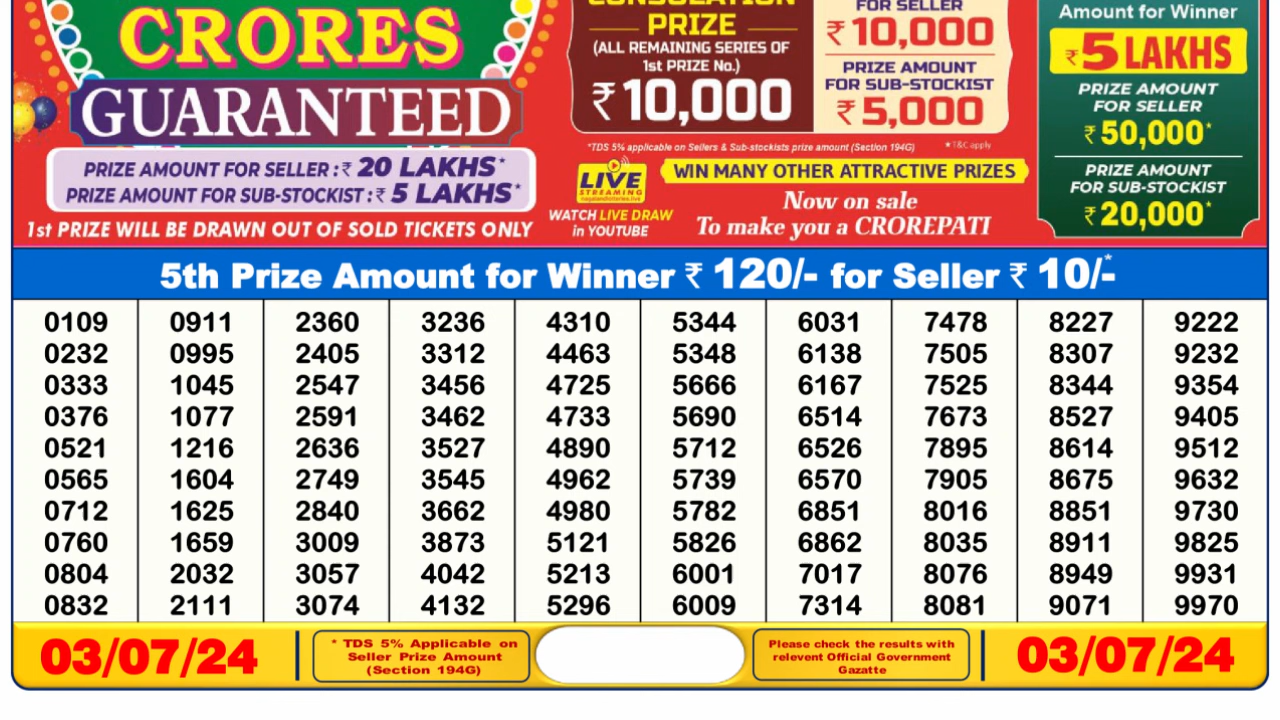 CRORES
GUARANTEED
PRIZE AMOUNT FOR SELLER :₹ 20 LAKHS*
PRIZE AMOUNT FOR SUB-STOCKIST :₹ 5 LAKHS*
1st PRIZE WILL BE DRAWN OUT OF SOLD TICKETS ONLY
CONSOLATION
PRIZE
(ALL REMAINING SERIES OF
1st PRIZE No.)
₹10,000
FOR SELLER
₹10,000
PRIZE AMOUNT
FOR SUB-STOCKIST
₹5,000
*TDS 5% applicable on Sellers & Sub-stockists prize amount (Section 194G)
*T&C apply
LIVE
STREAMING
nagalandlotteries.live
WATCH LIVE DRAW
in YOUTUBE
WIN MANY OTHER ATTRACTIVE PRIZES
Now on sale
To make you a CROREPATI
Amount for Winner
₹5 LAKHS
PRIZE AMOUNT
FOR SELLER
₹50,000*
PRIZE AMOUNT
FOR SUB-STOCKIST
₹20,000*
5th Prize Amount for Winner ₹ 120/- for Seller ₹ 10/-*
0109 0911 2360 3236 4310 5344 6031 7478 8227 9222
0232 0995 2405 3312 4463 5348 6138 7505 8307 9232
0333 1045 2547 3456 4725 5666 6167 7525 8344 9354
0376 1077 2591 3462 4733 5690 6514 7673 8527 9405
0521 1216 2636 3527 4890 5712 6526 7895 8614 9512
0565 1604 2749 3545 4962 5739 6570 7905 8675 9632
0712 1625 2840 3662 4980 5782 6851 8016 8851 9730
0760 1659 3009 3873 5121 5826 6862 8035 8911 9825
0804 2032 3057 4042 5213 6001 7017 8076 8949 9931
0832 2111 3074 4132 5296 6009 7314 8081 9071 9970
03/07/24
* TDS 5% Applicable on
Seller Prize Amount
(Section 194G)
Please check the results with
relevent Official Government
Gazatte
03/07/24